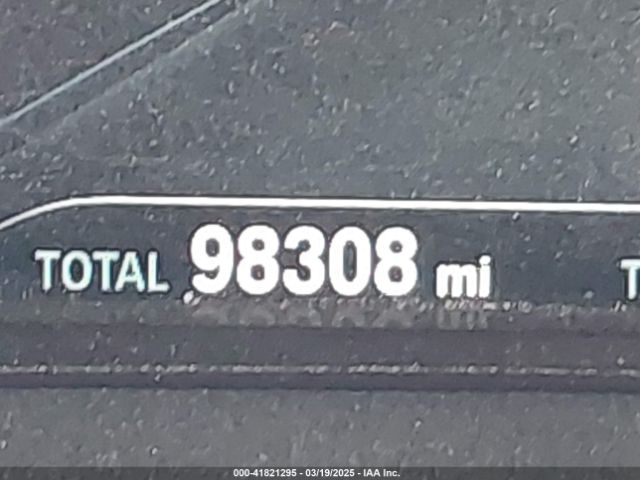 TOTAL 98308 mi T
000-41821295 - 03/19/2025 - IAA Inc.